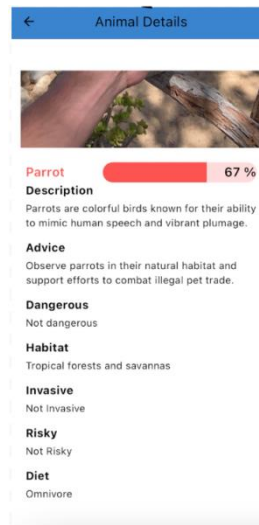 Animal Details
Parrot 67 %
Description
Parrots are colorful birds known for their ability
to mimic human speech and vibrant plumage.
Advice
Observe parrots in their natural habitat and
support efforts to combat illegal pet trade.
Dangerous
Not dangerous
Habitat
Tropical forests and savannas
Invasive
Not Invasive
Risky
Not Risky
Diet
Omnivore